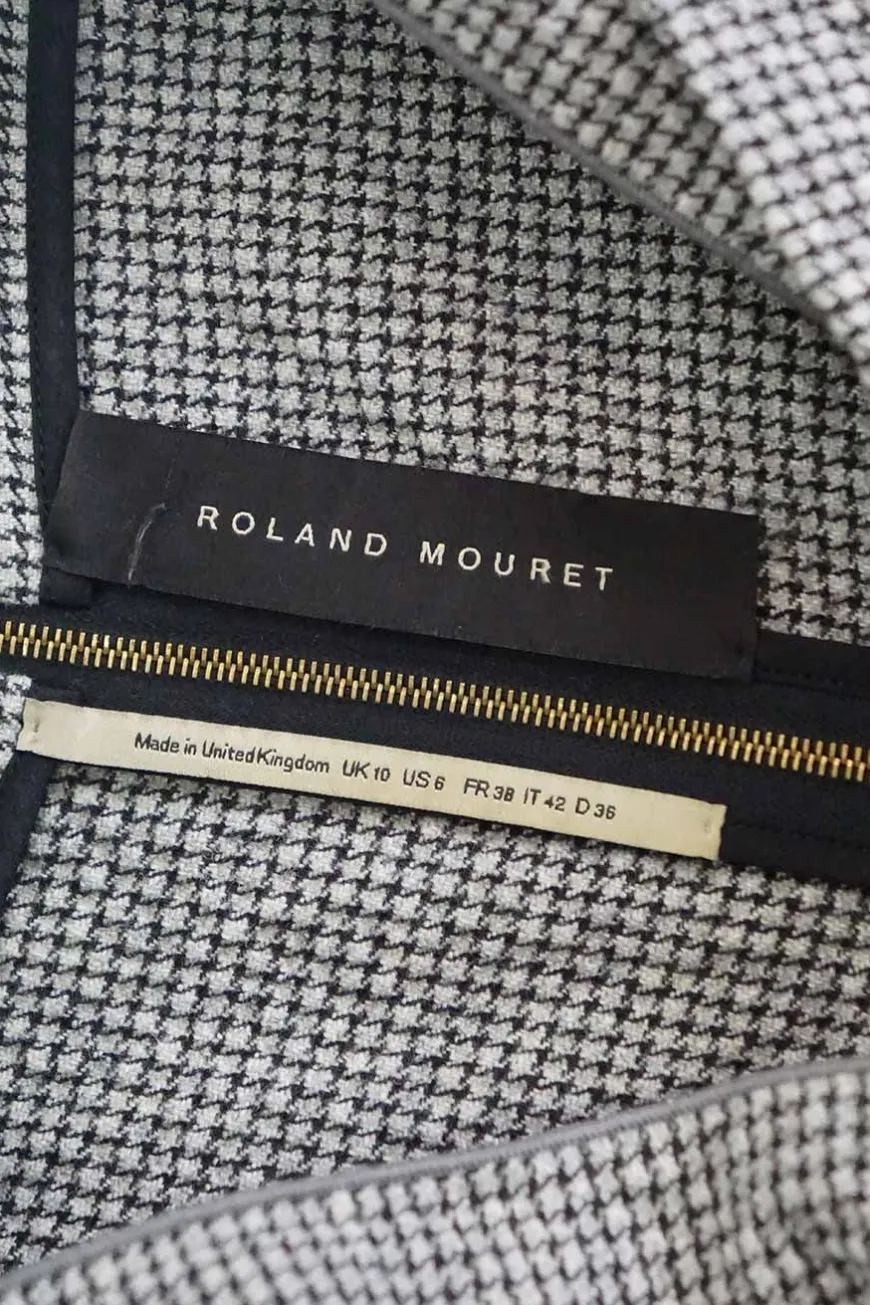 ROLAND MOURET
Made in United Kingdom UK 10 US 6 FR 38 IT 42 D 36